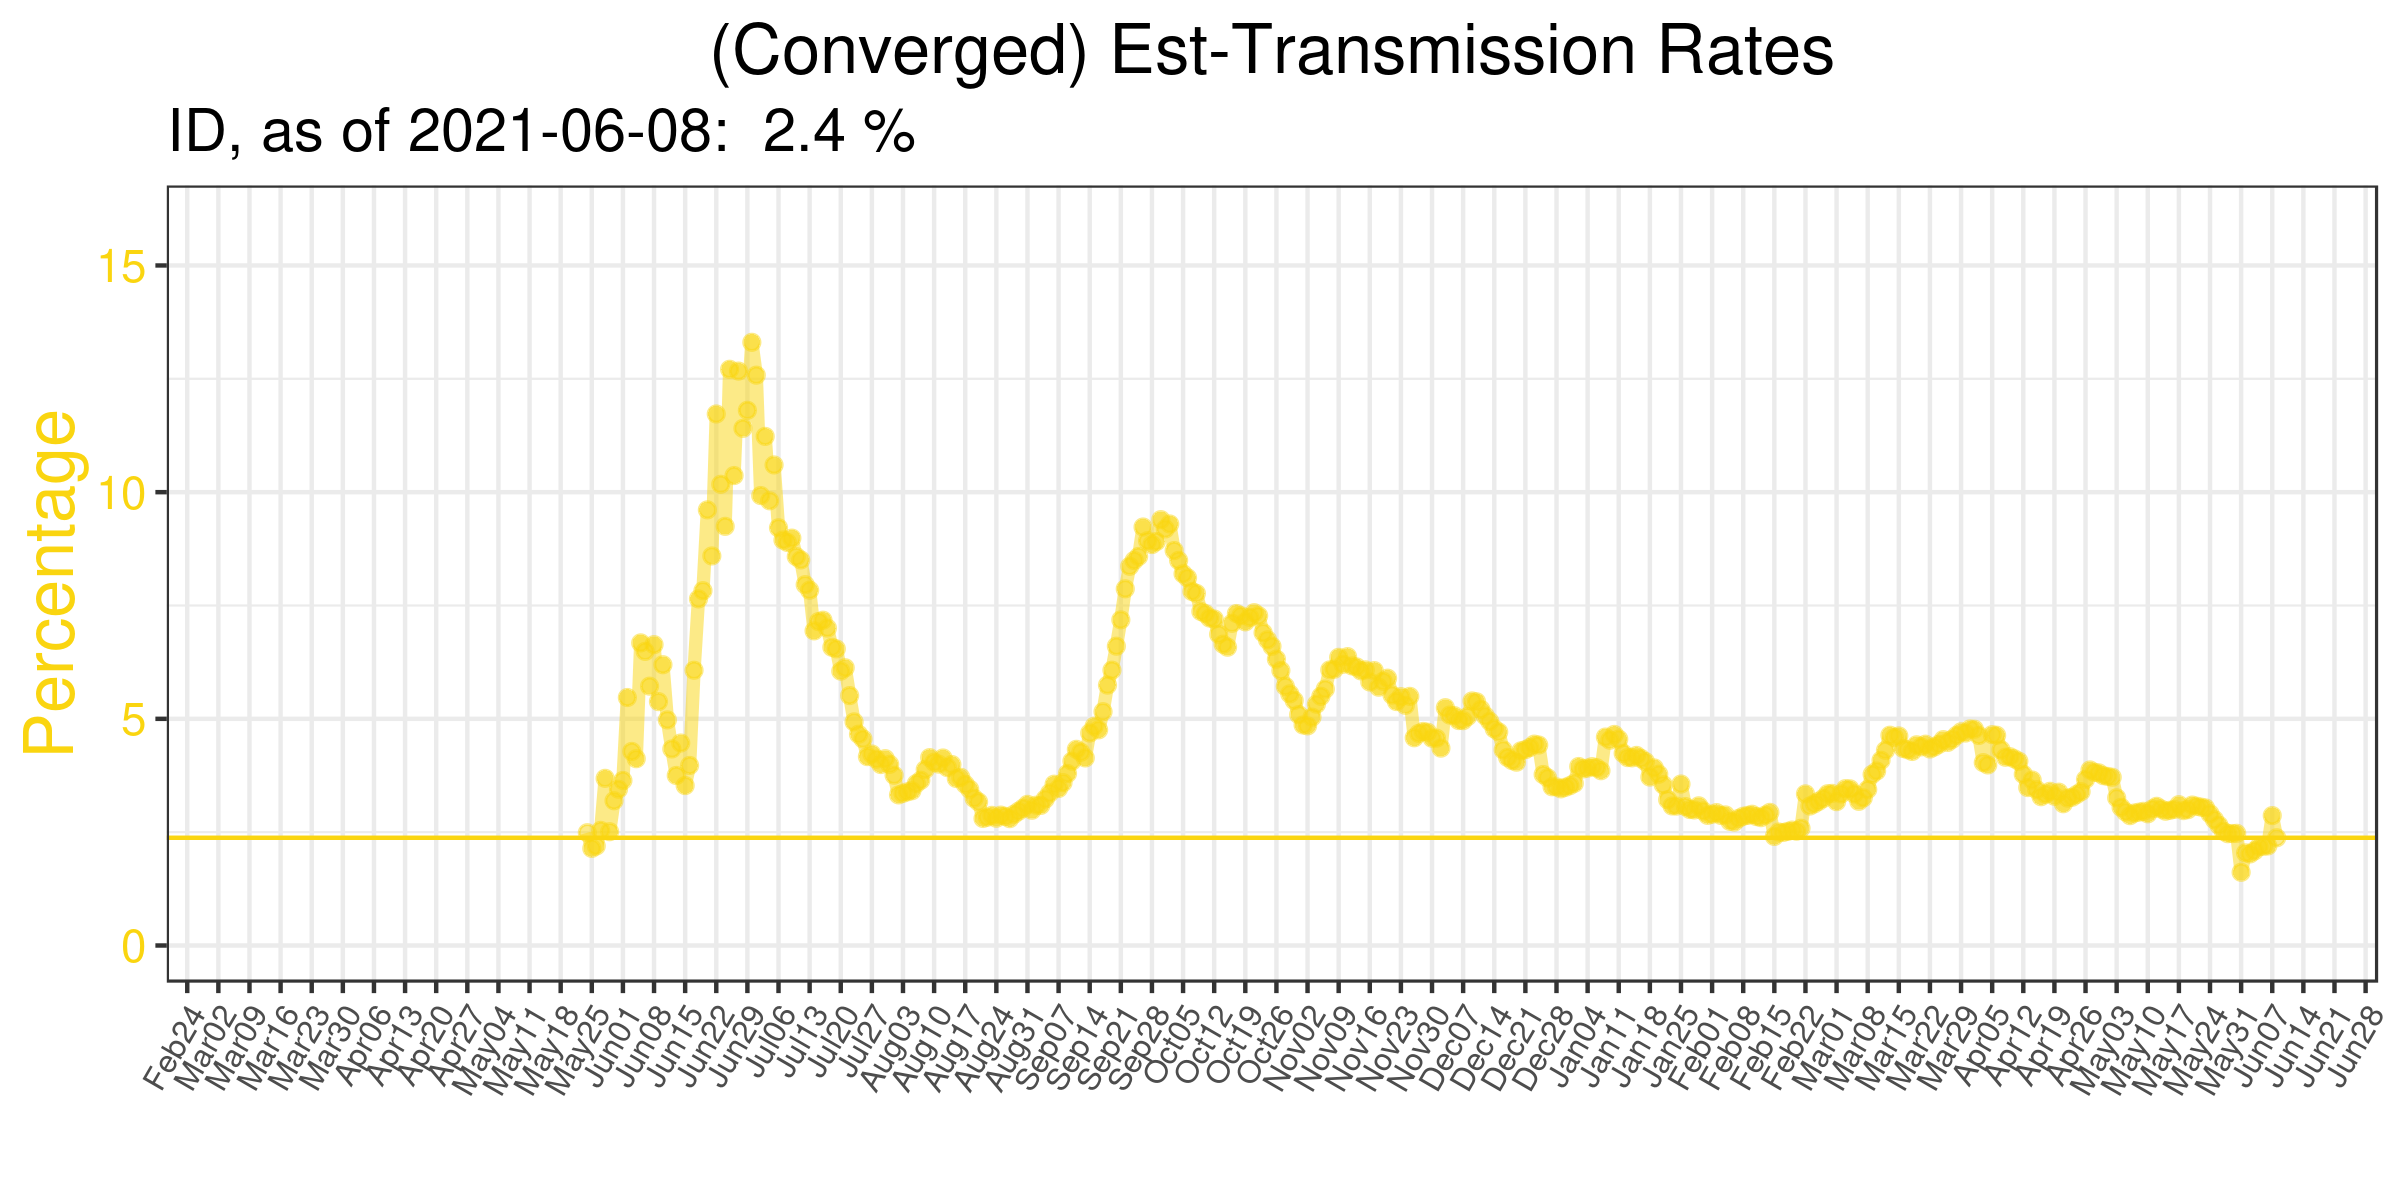 (Converged) Est-Transmission Rates
ID, as of 2021-06-08:  2.4 %
Percentage
15
10
5
0
Feb24
Mar02
Mar09
Mar16
Mar23
Mar30
Apr06
Apr13
Apr20
Apr27
May04
May11
May18
May25
Jun01
Jun08
Jun15
Jun22
Jun29
Jul06
Jul13
Jul20
Jul27
Aug03
Aug10
Aug17
Aug24
Aug31
Sep07
Sep14
Sep21
Sep28
Oct05
Oct12
Oct19
Oct26
Nov02
Nov09
Nov16
Nov23
Nov30
Dec07
Dec14
Dec21
Dec28
Jan04
Jan11
Jan18
Jan25
Feb01
Feb08
Feb15
Feb22
Mar01
Mar08
Mar15
Mar22
Mar29
Apr05
Apr12
Apr19
Apr26
May03
May10
May17
May24
May31
Jun07
Jun14
Jun21
Jun28